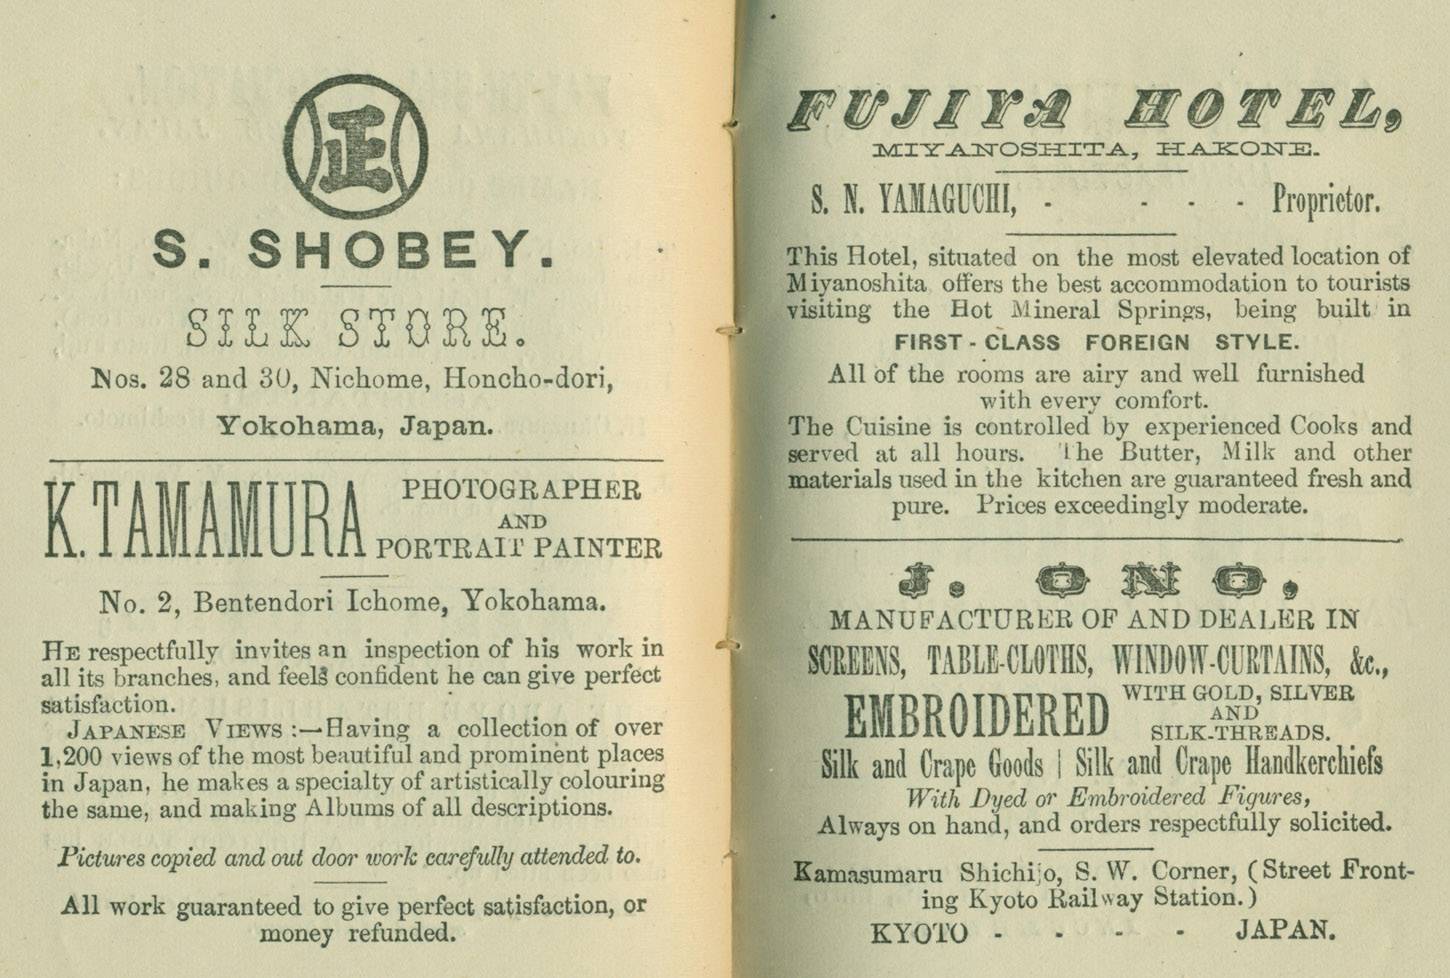 正
S. SHOBEY.
SILK STORE.
Nos. 28 and 30, Nichome, Honcho-dori,
Yokohama, Japan.
K. TAMAMURA
PHOTOGRAPHER
AND
PORTRAIT PAINTER
No. 2, Bentendori Ichome, Yokohama.
HE respectfully invites an inspection of his work in
all its branches, and feels confident he can give perfect
satisfaction.
JAPANESE VIEWS :—Having a collection of over
1,200 views of the most beautiful and prominent places
in Japan, he makes a specialty of artistically colouring
the same, and making Albums of all descriptions.
Pictures copied and out door work carefully attended to.
All work guaranteed to give perfect satisfaction, or
money refunded.
FUJIYA HOTEL,
MIYANOSHITA, HAKONE.
S. N. YAMAGUCHI, - - - - Proprietor.
This Hotel, situated on the most elevated location of
Miyanoshita offers the best accommodation to tourists
visiting the Hot Mineral Springs, being built in
FIRST-CLASS FOREIGN STYLE.
All of the rooms are airy and well furnished
with every comfort.
The Cuisine is controlled by experienced Cooks and
served at all hours. The Butter, Milk and other
materials used in the kitchen are guaranteed fresh and
pure. Prices exceedingly moderate.
J. ONO,
MANUFACTURER OF AND DEALER IN
SCREENS, TABLE-CLOTHS, WINDOW-CURTAINS, &c.,
EMBROIDERED
WITH GOLD, SILVER
AND
SILK-THREADS.
Silk and Crape Goods | Silk and Crape Handkerchiefs
With Dyed or Embroidered Figures,
Always on hand, and orders respectfully solicited.
Kamasumaru Shichijo, S. W. Corner, (Street Front-
ing Kyoto Railway Station.)
KYOTO - - - - JAPAN.